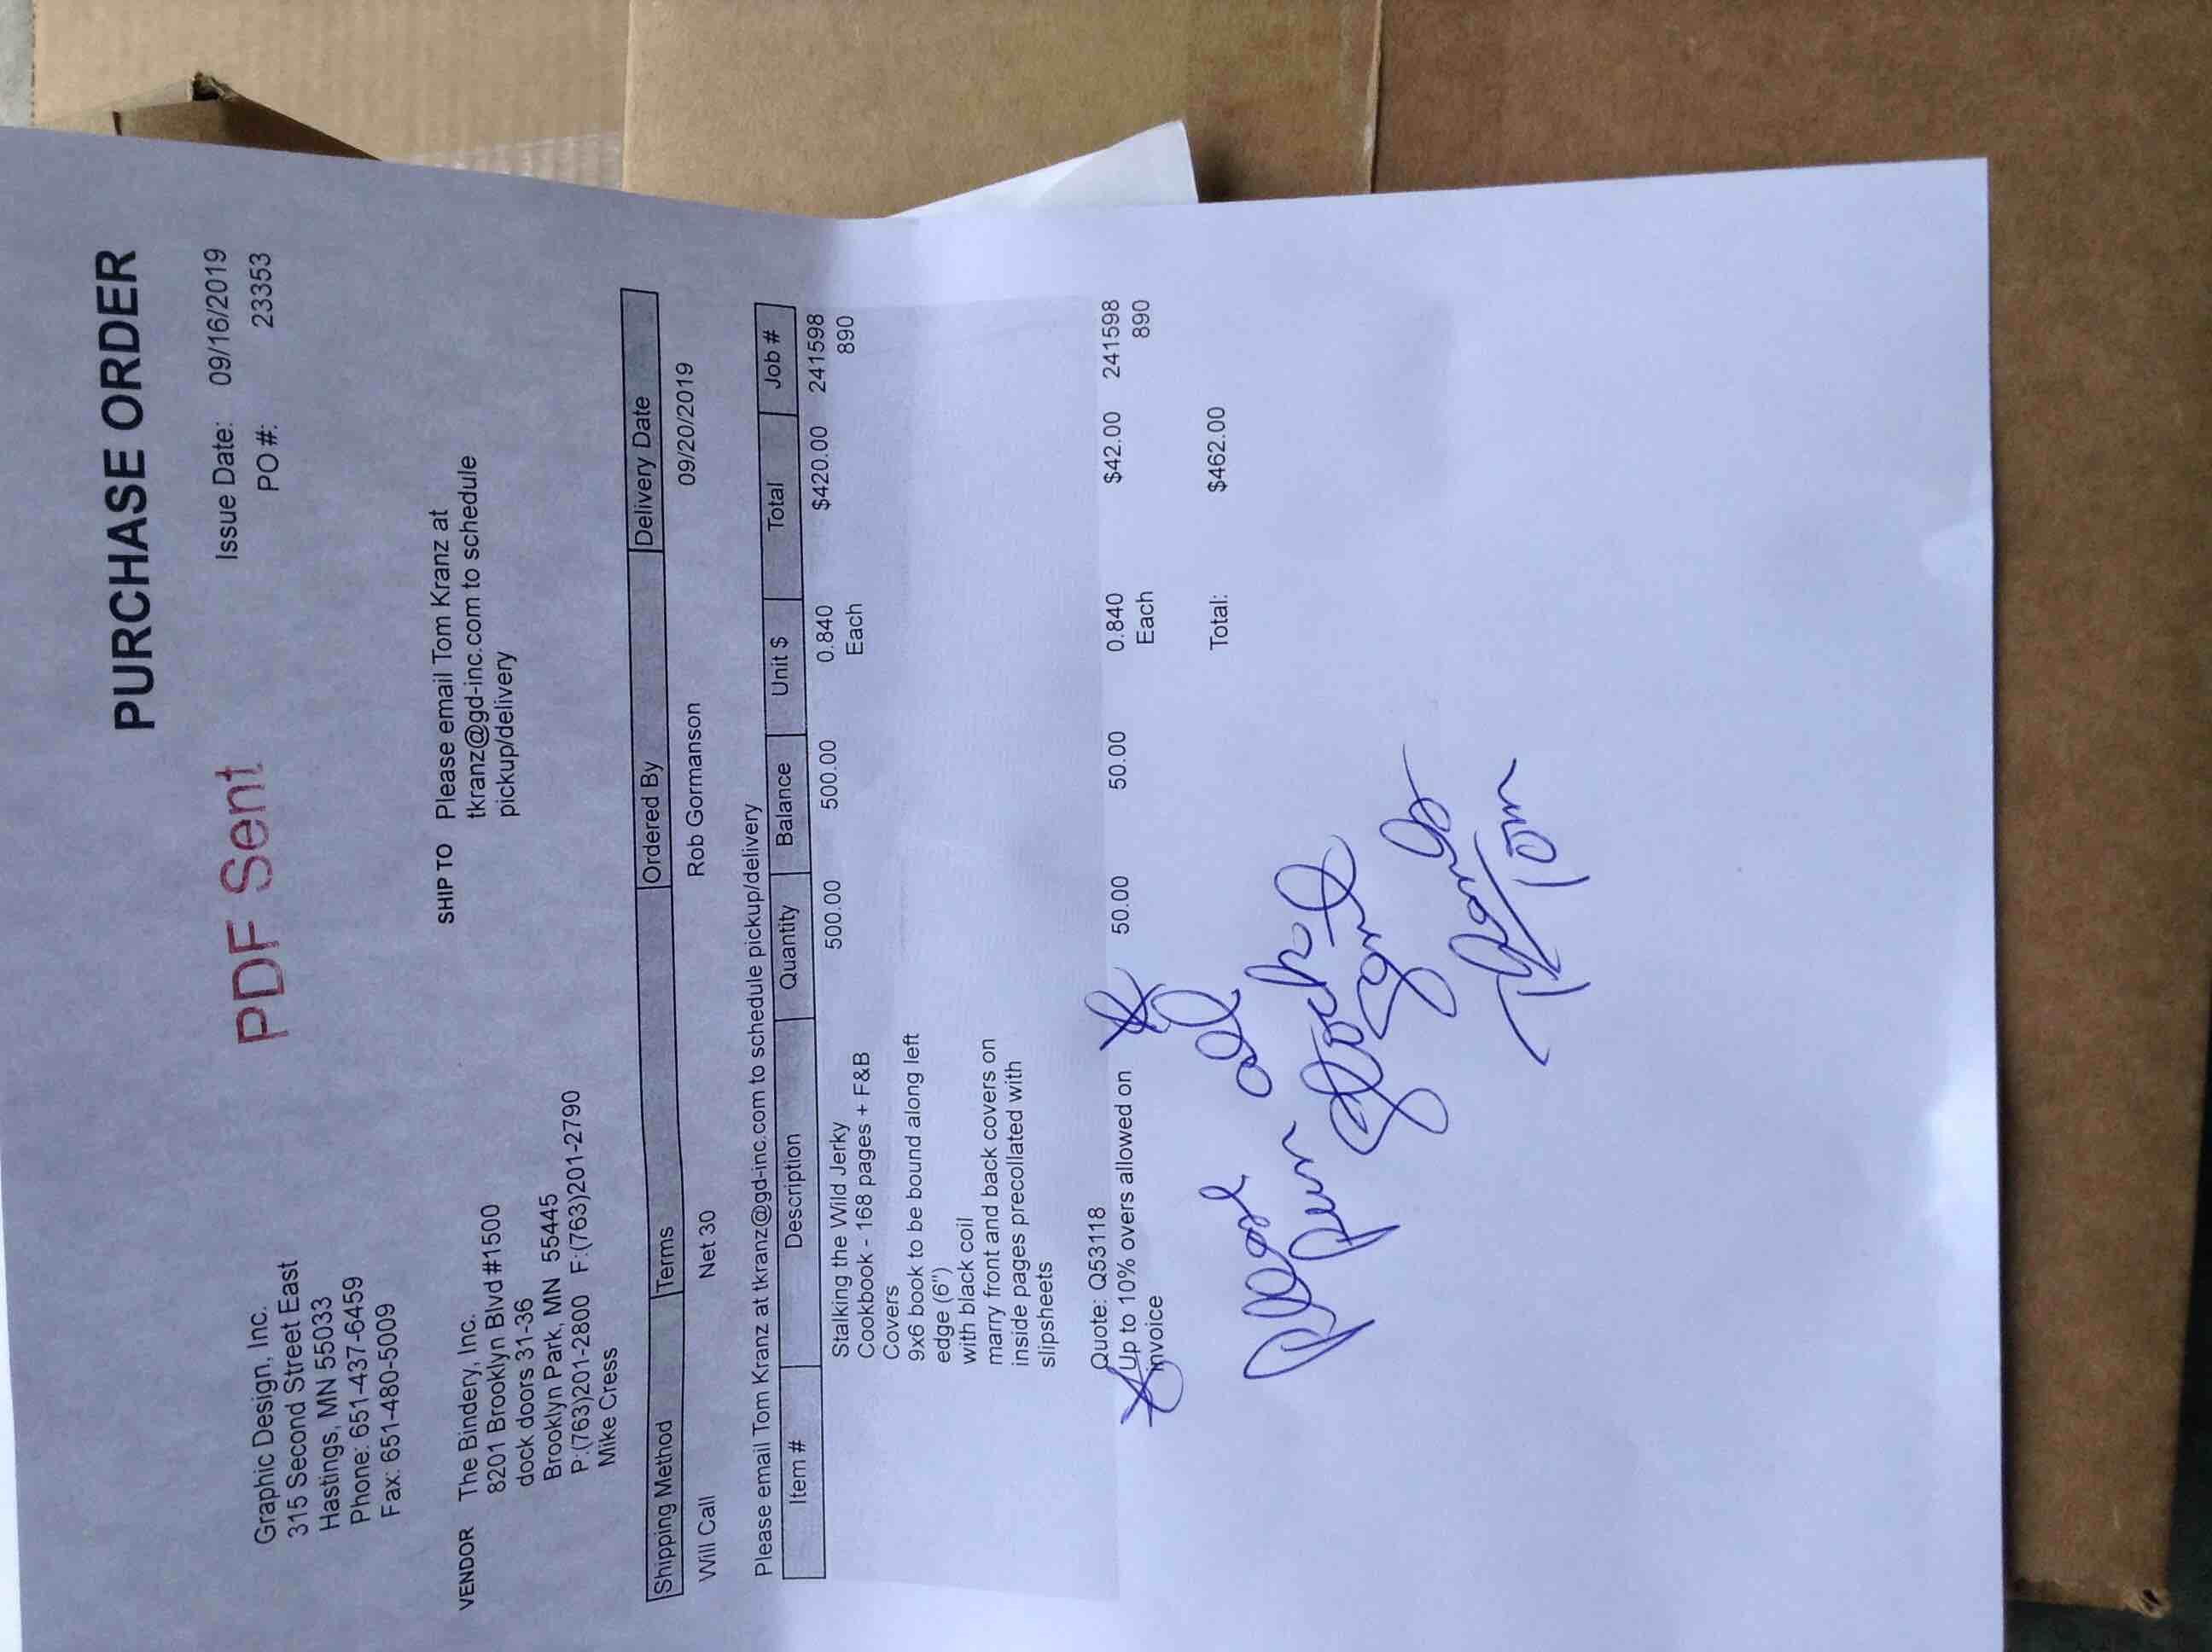 PURCHASE ORDER
PDF Sent
Issue Date: 09/16/2019
PO #: 23353
Graphic Design, Inc.
315 Second Street East
Hastings, MN 55033
Phone: 651-437-6459
Fax: 651-480-5009
VENDOR The Bindery, Inc.
8201 Brooklyn Blvd #1500
dock doors 31-36
Brooklyn Park, MN 55445
P:(763)201-2800 F:(763)201-2790
Mike Cress
SHIP TO Please email Tom Kranz at
tkranz@gd-inc.com to schedule
pickup/delivery
Shipping Method Terms Ordered By Delivery Date
Will Call Net 30 Rob Gormanson 09/20/2019
Please email Tom Kranz at tkranz@gd-inc.com to schedule pickup/delivery
Item # Description Quantity Balance Unit $ Total Job #
Stalking the Wild Jerky 500.00 500.00 0.840 $420.00 241598
Cookbook - 168 pages + F&B Each 890
Covers
9x6 book to be bound along left
edge (6")
with black coil
marry front and back covers on
inside pages precollated with
slipsheets
Quote: Q53118
Up to 10% overs allowed on 50.00 50.00 0.840 $42.00 241598
invoice Each 890
Total: $462.00
Please
Run all
Stock
Sent
Thanks
Tom